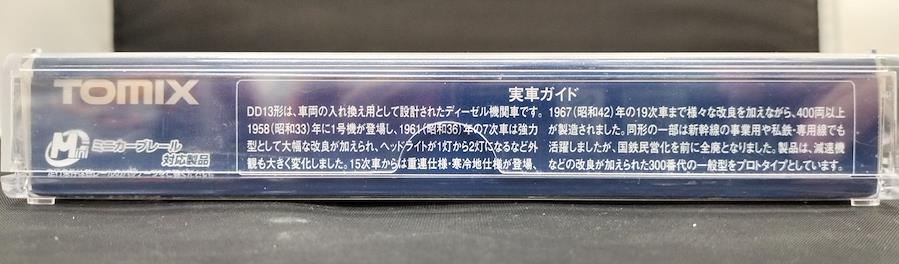 TOMIX
Mini
ミニカーブレール
対応製品
実車ガイド
DD13形は、車両の入れ換え用として設計されたディーゼル機関車です。
1958（昭和33）年に1号機が登場し、1961（昭和36）年の7次車は強力
型として大幅な改良が加えられ、ヘッドライトが1灯から2灯になるなど外
観も大きく変化しました。15次車からは重連仕様・寒冷地仕様が登場、
1967（昭和42）年の19次車まで様々な改良を加えながら、400両以上
が製造されました。同形の一部は新幹線の事業用や私鉄・専用線でも
活躍しましたが、国鉄民営化を前に全廃となりました。製品は、減速機
などの改良が加えられた300番代の一般型をプロトタイプとしています。